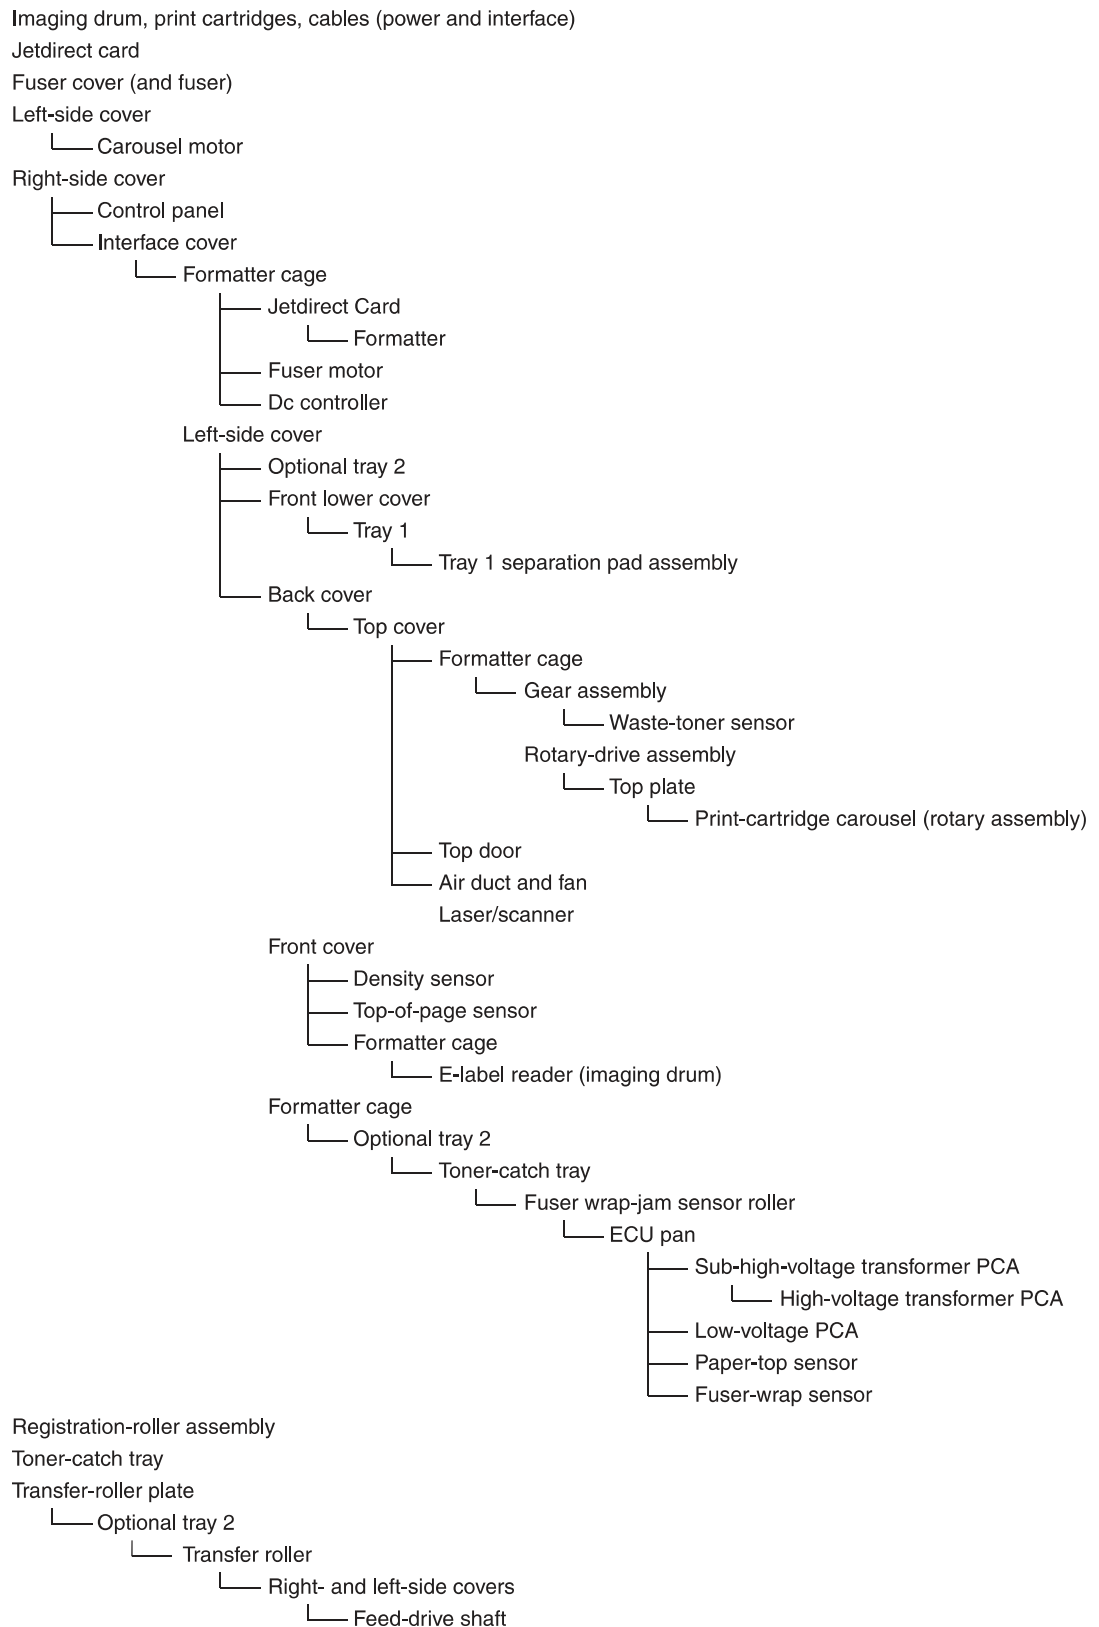 Imaging drum, print cartridges, cables (power and interface)
Jetdirect card
Fuser cover (and fuser)
Left-side cover
Carousel motor
Right-side cover
Control panel
Interface cover
Formatter cage
Jetdirect Card
Formatter
Fuser motor
Dc controller
Left-side cover
Optional tray 2
Front lower cover
Tray 1
Tray 1 separation pad assembly
Back cover
Top cover
Formatter cage
Gear assembly
Waste-toner sensor
Rotary-drive assembly
Top plate
Print-cartridge carousel (rotary assembly)
Top door
Air duct and fan
Laser/scanner
Front cover
Density sensor
Top-of-page sensor
Formatter cage
E-label reader (imaging drum)
Formatter cage
Optional tray 2
Toner-catch tray
Fuser wrap-jam sensor roller
ECU pan
Sub-high-voltage transformer PCA
High-voltage transformer PCA
Low-voltage PCA
Paper-top sensor
Fuser-wrap sensor
Registration-roller assembly
Toner-catch tray
Transfer-roller plate
Optional tray 2
Transfer roller
Right- and left-side covers
Feed-drive shaft